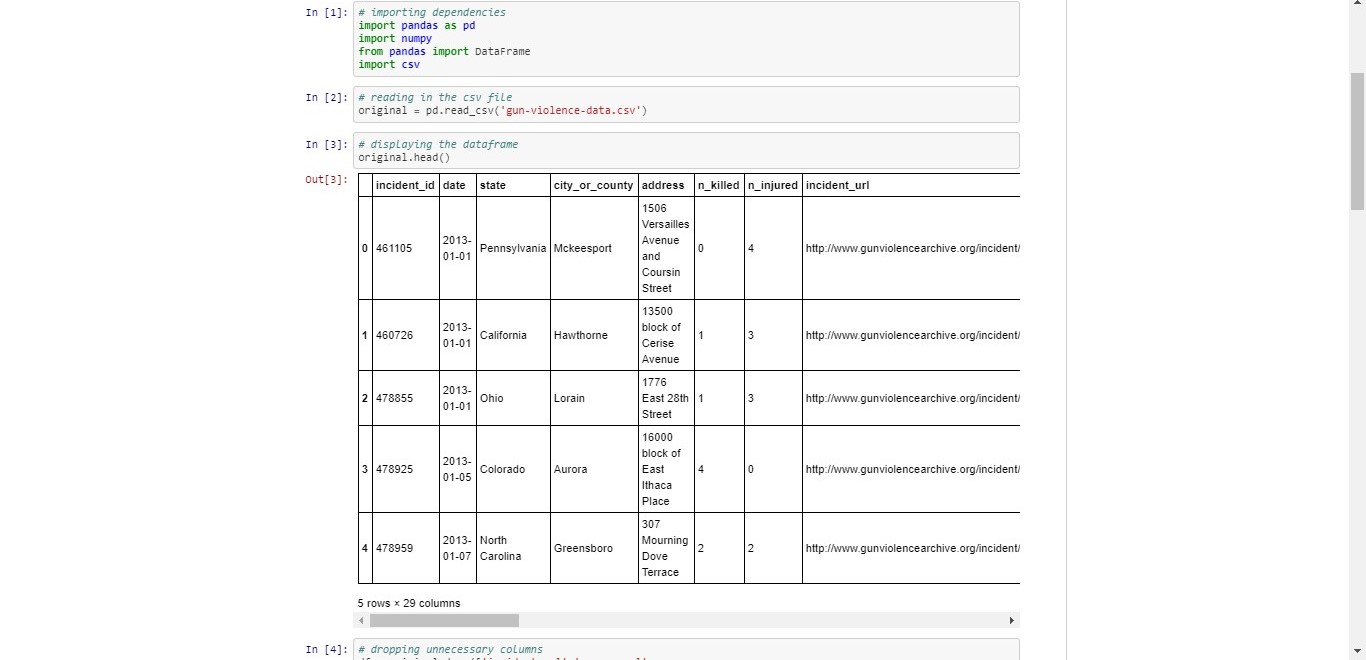 In [1]: # importing dependencies
import pandas as pd
import numpy
from pandas import DataFrame
import csv
In [2]: # reading in the csv file
original = pd.read_csv('gun-violence-data.csv')
In [3]: # displaying the dataframe
original.head()
Out[3]:
incident_id date state city_or_county address n_killed n_injured incident_url
0 461105 2013-01-01 Pennsylvania Mckeesport 1506 Versailles Avenue and Coursin Street 0 4 http://www.gunviolencearchive.org/incident/
1 460726 2013-01-01 California Hawthorne 13500 block of Cerise Avenue 1 3 http://www.gunviolencearchive.org/incident/
2 478855 2013-01-01 Ohio Lorain 1776 East 28th Street 1 3 http://www.gunviolencearchive.org/incident/
3 478925 2013-01-05 Colorado Aurora 16000 block of East Ithaca Place 4 0 http://www.gunviolencearchive.org/incident/
4 478959 2013-01-07 North Carolina Greensboro 307 Mourning Dove Terrace 2 2 http://www.gunviolencearchive.org/incident/
5 rows × 29 columns
In [4]: # dropping unnecessary columns